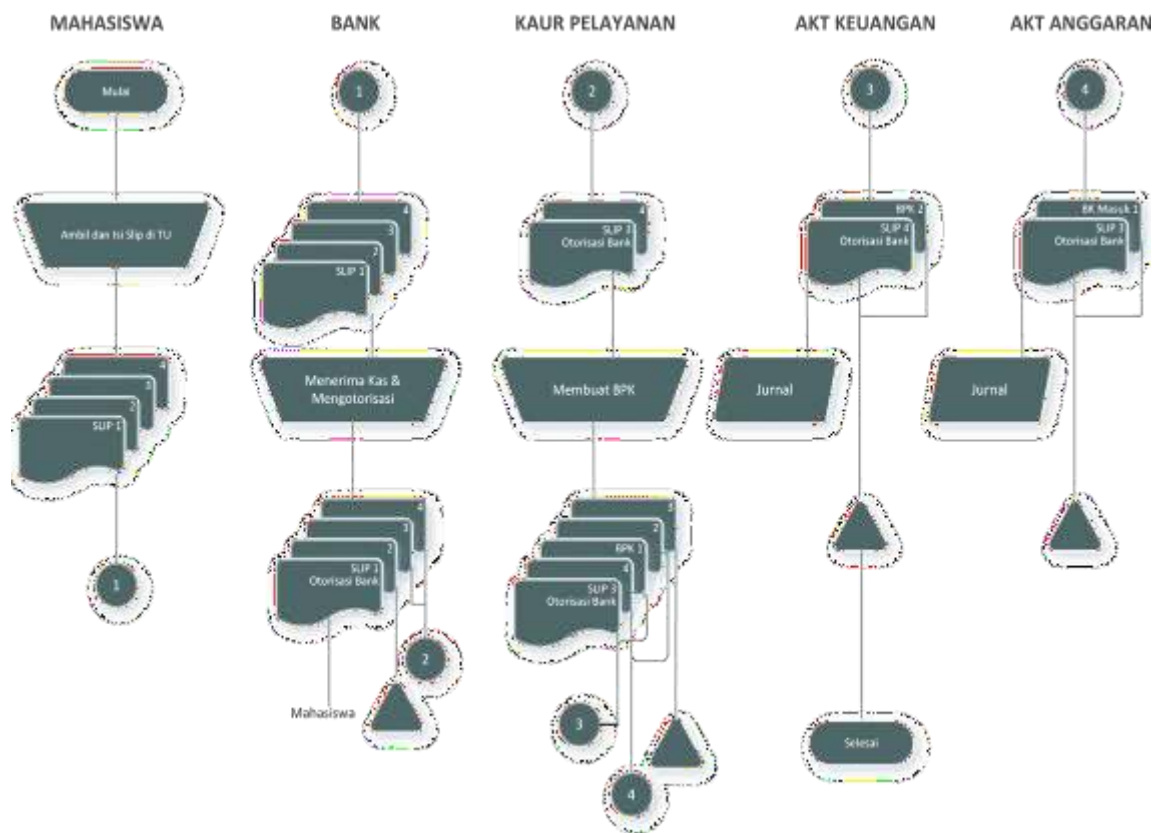 MAHASISWA
BANK
KAUR PELAYANAN
AKT KEUANGAN
AKT ANGGARAN
Mulai
Ambil dan Isi Slip di TU
4
3
2
SLIP 1
1
1
4
3
2
SLIP 1
Menerima Kas &
Mengotorisasi
4
3
2
SLIP 1
Otorisasi Bank
2
Mahasiswa
2
4
SLIP 3
Otorisasi Bank
Membuat BPK
3
2
BPK 1
4
SLIP 3
Otorisasi Bank
3
4
3
BPK 2
SLIP 4
Otorisasi Bank
Jurnal
Selesai
4
BK Masuk 1
SLIP 3
Otorisasi Bank
Jurnal